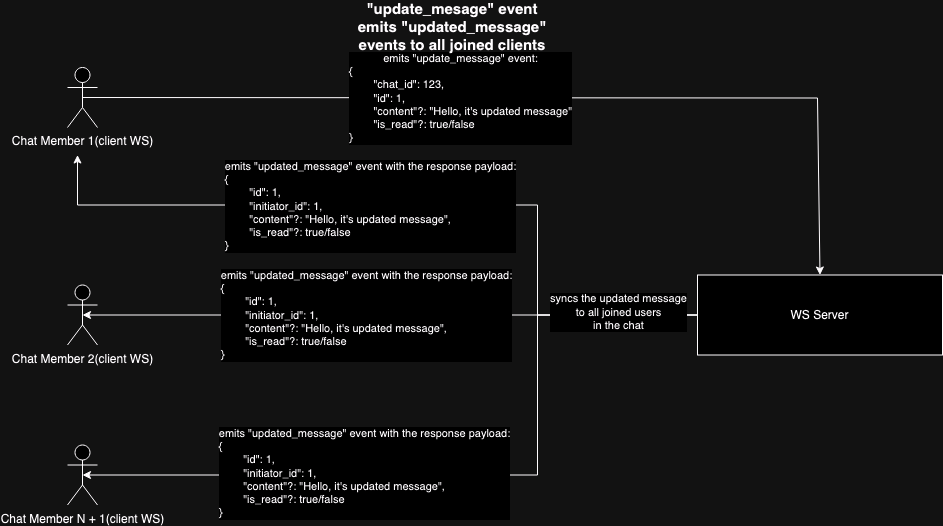 "update_mesage" event
emits "updated_message"
events to all joined clients
emits "update_message" event:
{
"chat_id": 123,
"id": 1,
"content"?: "Hello, it's updated message"
"is_read"?: true/false
}
Chat Member 1(client WS)
emits "updated_message" event with the response payload:
{
"id": 1,
"initiator_id": 1,
"content"?: "Hello, it's updated message",
"is_read"?: true/false
}
emits "updated_message" event with the response payload:
{
"id": 1,
"initiator_id": 1,
"content"?: "Hello, it's updated message",
"is_read"?: true/false
}
Chat Member 2(client WS)
syncs the updated message
to all joined users
in the chat
WS Server
emits "updated_message" event with the response payload:
{
"id": 1,
"initiator_id": 1,
"content"?: "Hello, it's updated message",
"is_read"?: true/false
}
Chat Member N + 1(client WS)